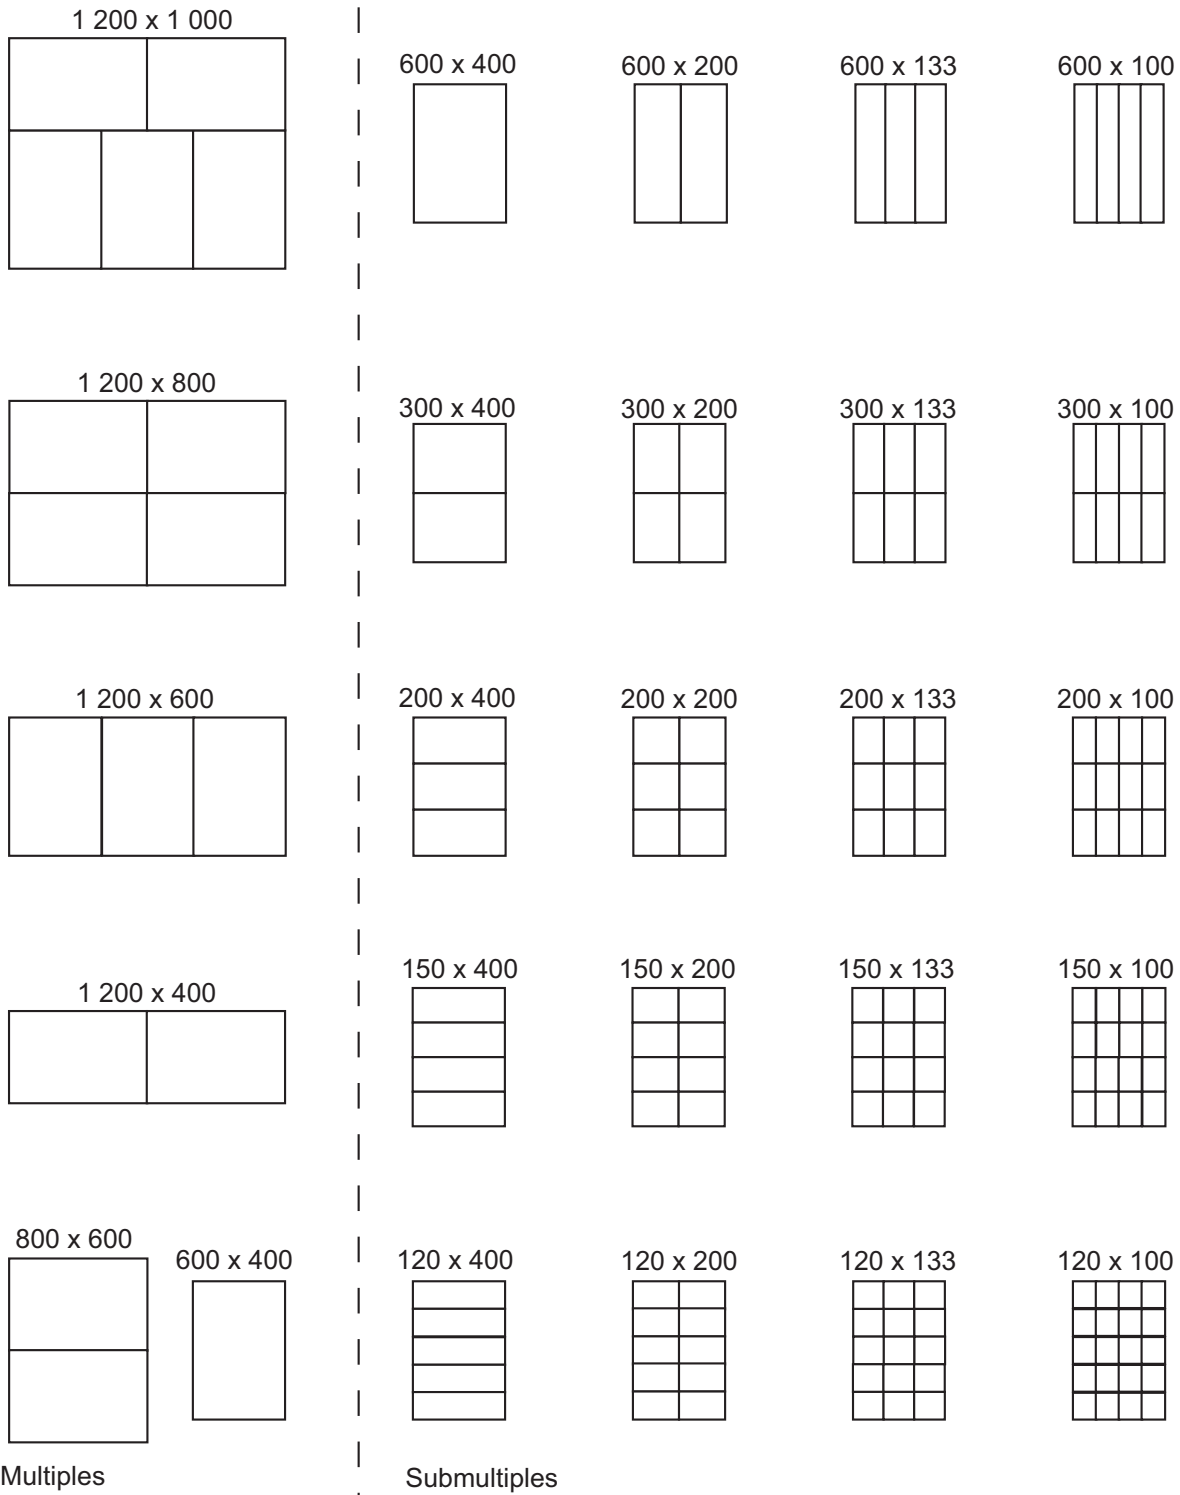 1 200 x 1 000
600 x 400
600 x 200
600 x 133
600 x 100
1 200 x 800
300 x 400
300 x 200
300 x 133
300 x 100
1 200 x 600
200 x 400
200 x 200
200 x 133
200 x 100
1 200 x 400
150 x 400
150 x 200
150 x 133
150 x 100
800 x 600
600 x 400
120 x 400
120 x 200
120 x 133
120 x 100
Multiples
Submultiples